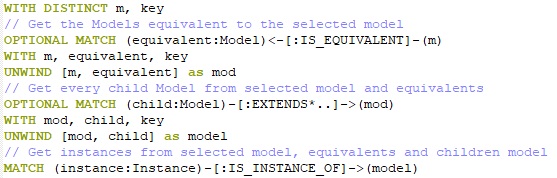 WITH DISTINCT m, key
// Get the Models equivalent to the selected model
OPTIONAL MATCH (equivalent:Model)<-[:IS_EQUIVALENT]-(m)
WITH m, equivalent, key
UNWIND [m, equivalent] as mod
// Get every child Model from selected model and equivalents
OPTIONAL MATCH (child:Model)-[:EXTENDS*..]->(mod)
WITH mod, child, key
UNWIND [mod, child] as model
// Get instances from selected model, equivalents and children model
MATCH (instance:Instance)-[:IS_INSTANCE_OF]->(model)